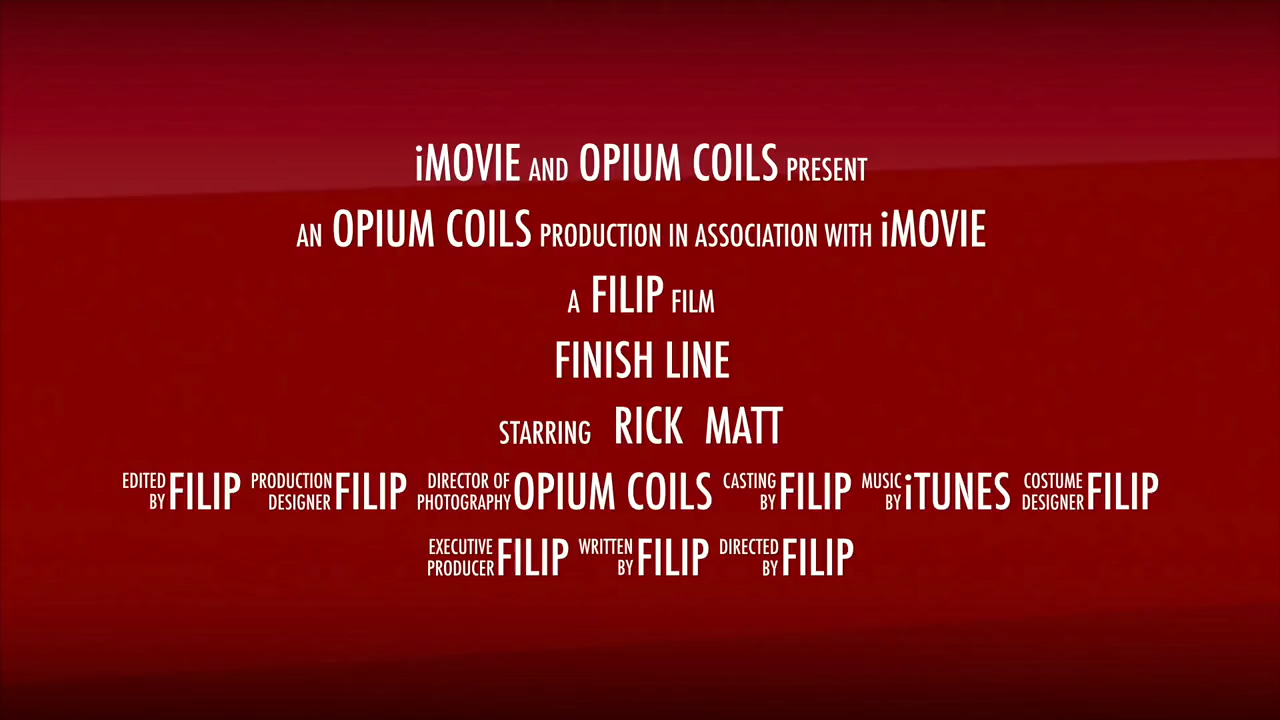 iMOVIE AND OPIUM COILS PRESENT
AN OPIUM COILS PRODUCTION IN ASSOCIATION WITH iMOVIE
A FILIP FILM
FINISH LINE
STARRING RICK MATT
EDITED BY FILIP PRODUCTION DESIGNER FILIP DIRECTOR OF PHOTOGRAPHY OPIUM COILS CASTING BY FILIP MUSIC BY iTUNES COSTUME DESIGNER FILIP
EXECUTIVE PRODUCER FILIP WRITTEN BY FILIP DIRECTED BY FILIP